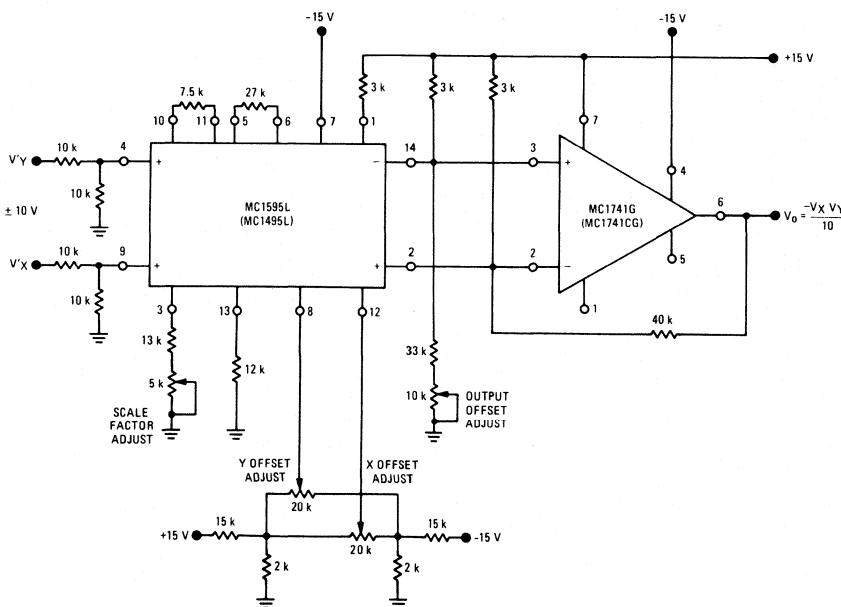 -15 V
-15 V
+15 V
7.5 k
27 k
3 k
3 k
3 k
10
11
5
6
7
1
7
V'Y
10 k
4
+
−
14
3
+
4
10 k
± 10 V
MC1595L
(MC1495L)
MC1741G
(MC1741CG)
6
V₀ = −VX VY / 10
V'X
10 k
9
+
+
2
2
−
5
10 k
1
3
13
8
12
40 k
13 k
33 k
12 k
5 k
10 k
OUTPUT
OFFSET
ADJUST
SCALE
FACTOR
ADJUST
Y OFFSET
ADJUST
X OFFSET
ADJUST
20 k
+15 V
15 k
20 k
15 k
-15 V
2 k
2 k